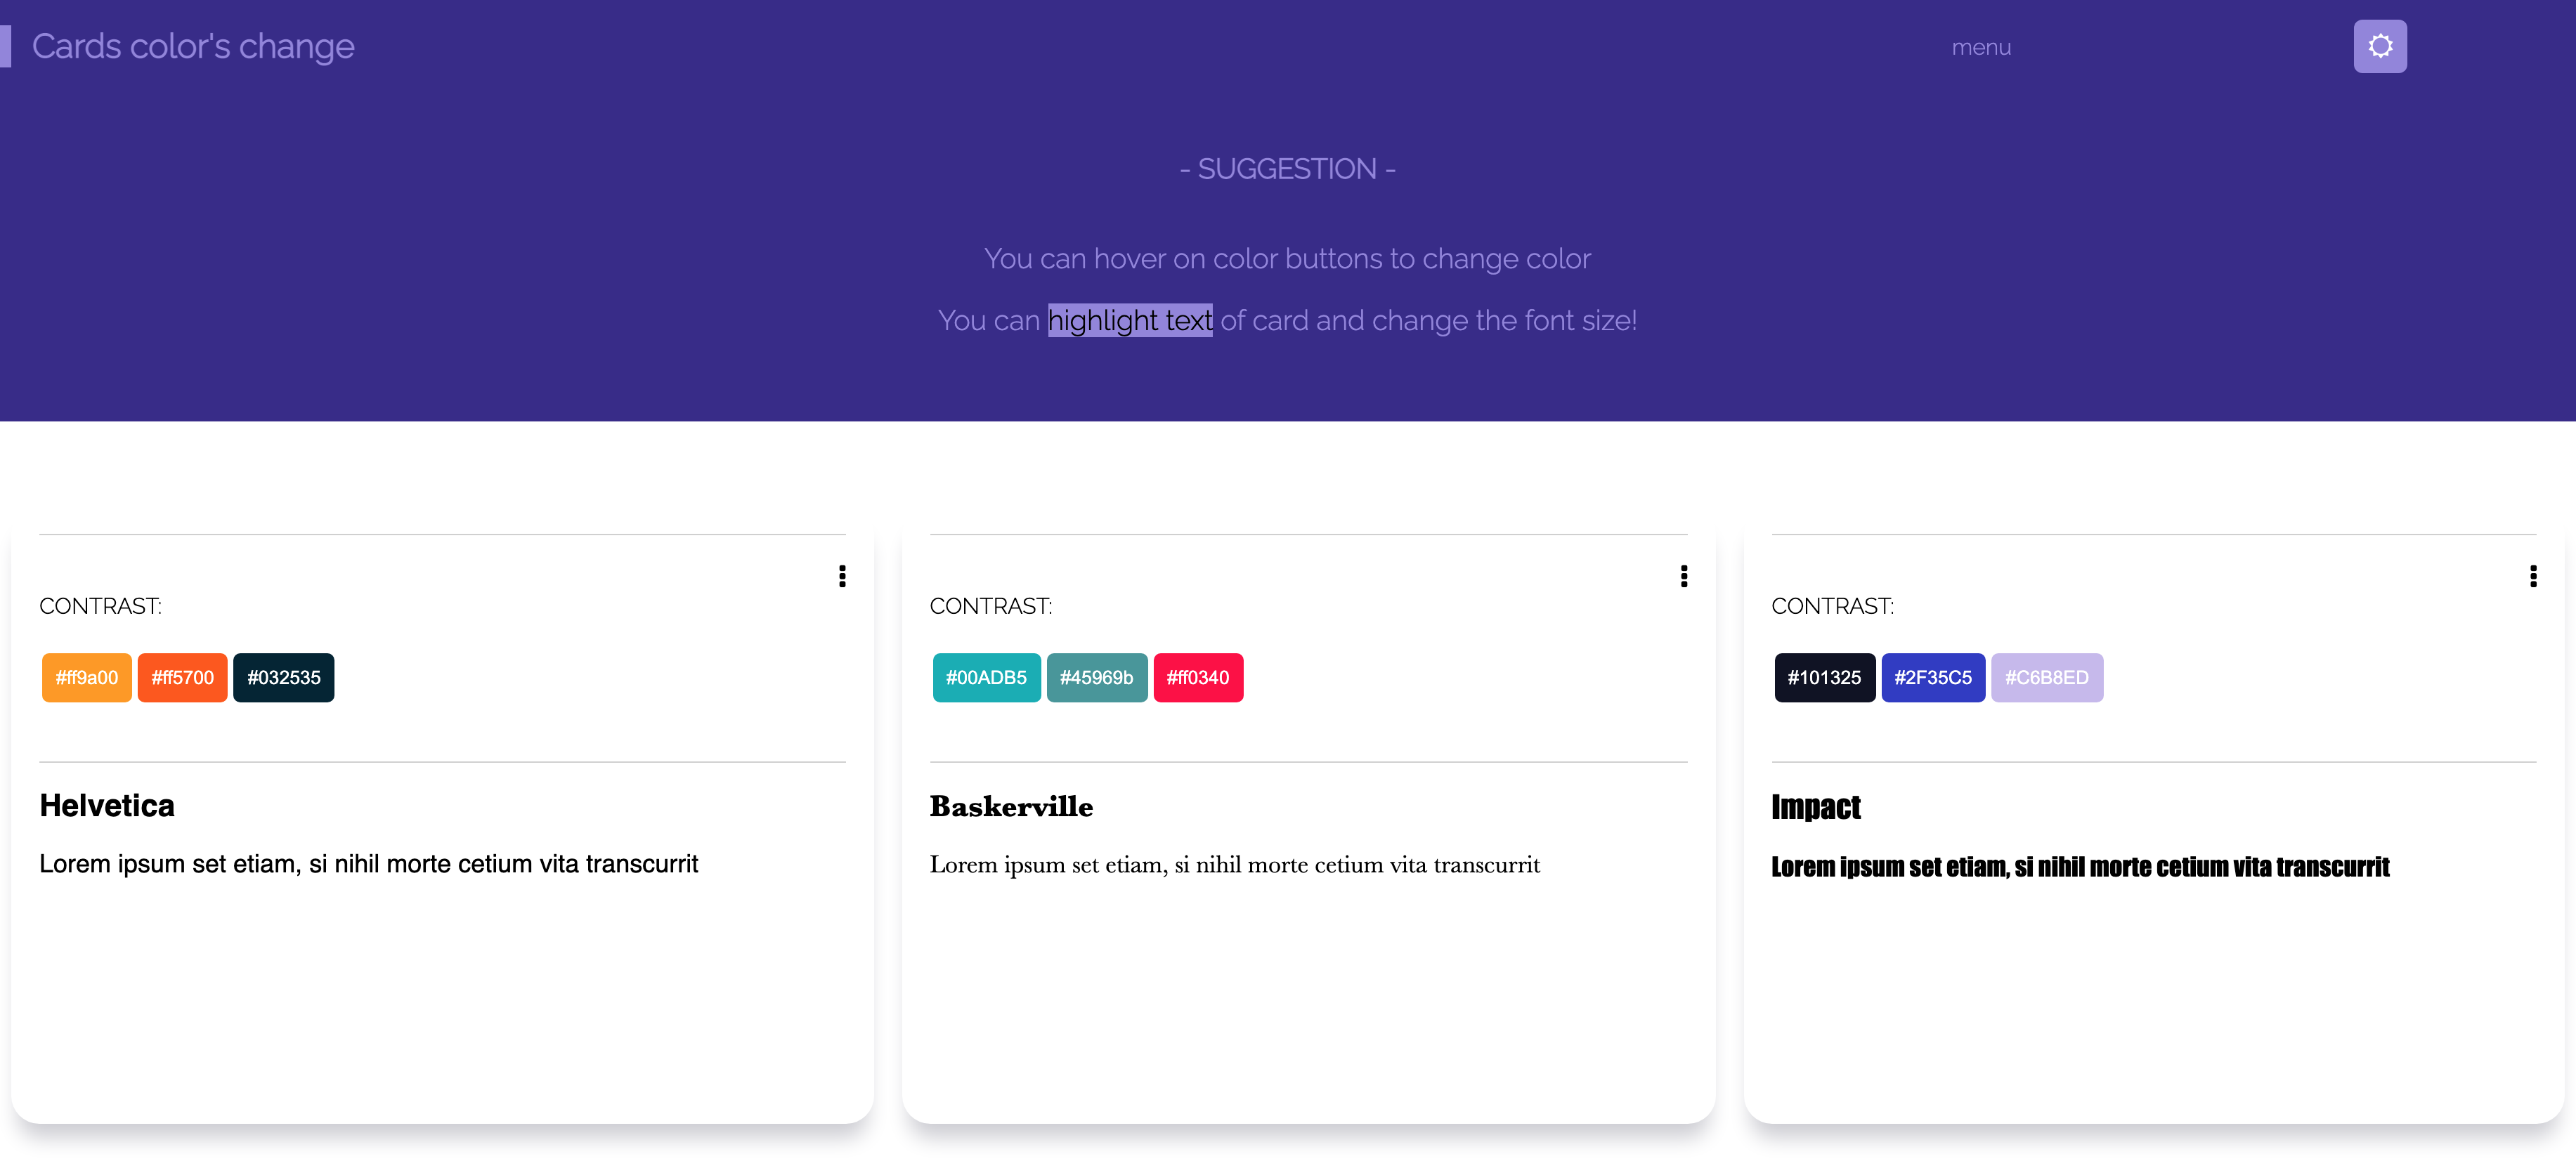 Cards color's change
menu
- SUGGESTION -
You can hover on color buttons to change color
You can highlight text of card and change the font size!
CONTRAST:
#ff9a00 #ff5700 #032535
Helvetica
Lorem ipsum set etiam, si nihil morte cetium vita transcurrit
CONTRAST:
#00ADB5 #45969b #ff0340
Baskerville
Lorem ipsum set etiam, si nihil morte cetium vita transcurrit
CONTRAST:
#101325 #2F35C5 #C6B8ED
Impact
Lorem ipsum set etiam, si nihil morte cetium vita transcurrit